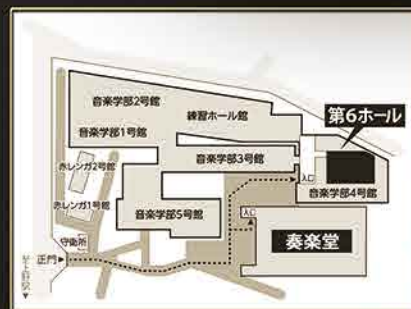 音楽学部2号館
練習ホール館
第6ホール
音楽学部1号館
音楽学部3号館
赤レンガ2号館
入口
音楽学部4号館
赤レンガ1号館
音楽学部5号館
入口
奏楽堂
守衛所
正門